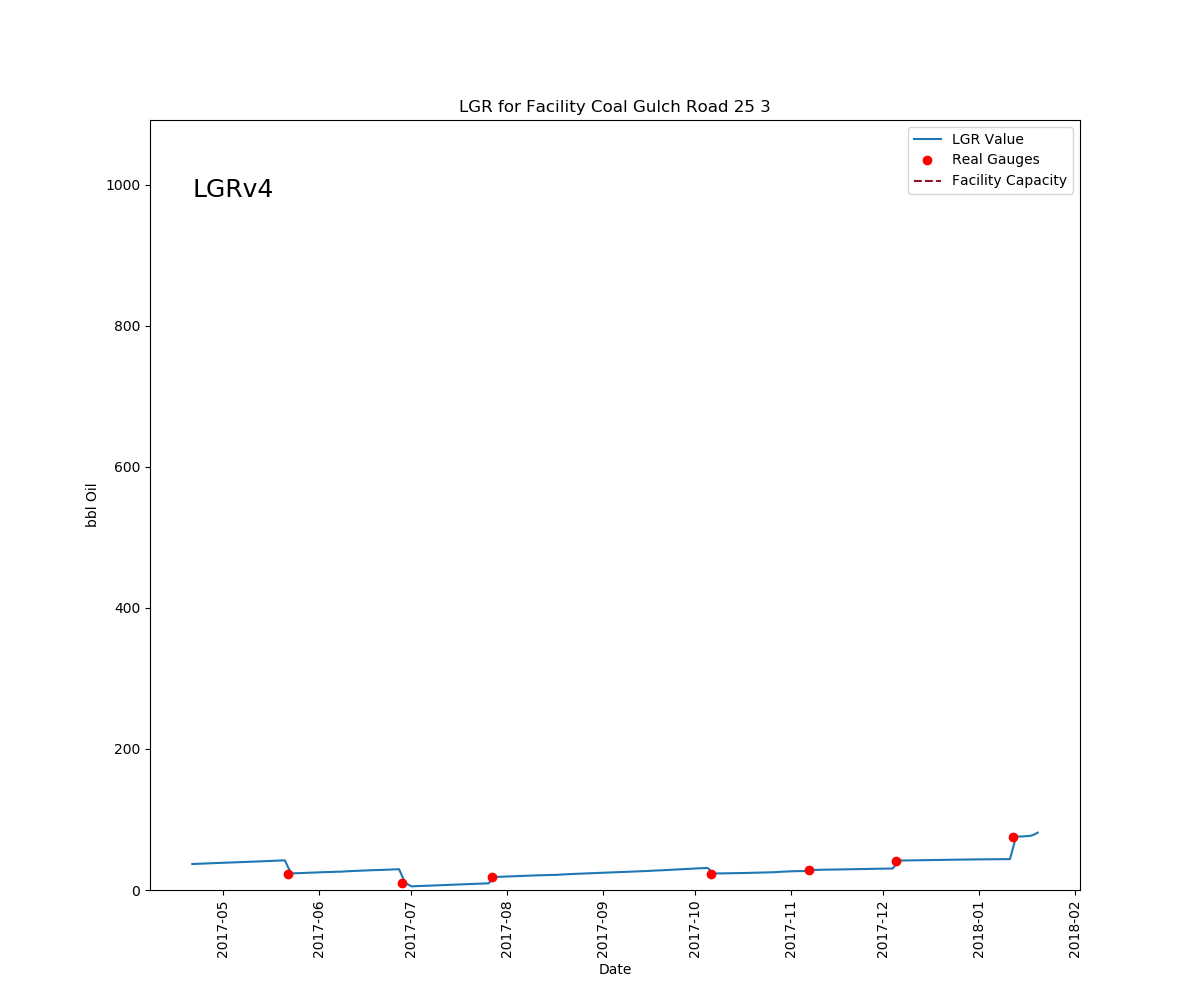 LGR for Facility Coal Gulch Road 25 3
LGRv4
LGR Value
Real Gauges
Facility Capacity
bbl Oil
1000
800
600
400
200
0
2017-05
2017-06
2017-07
2017-08
2017-09
2017-10
2017-11
2017-12
2018-01
2018-02
Date